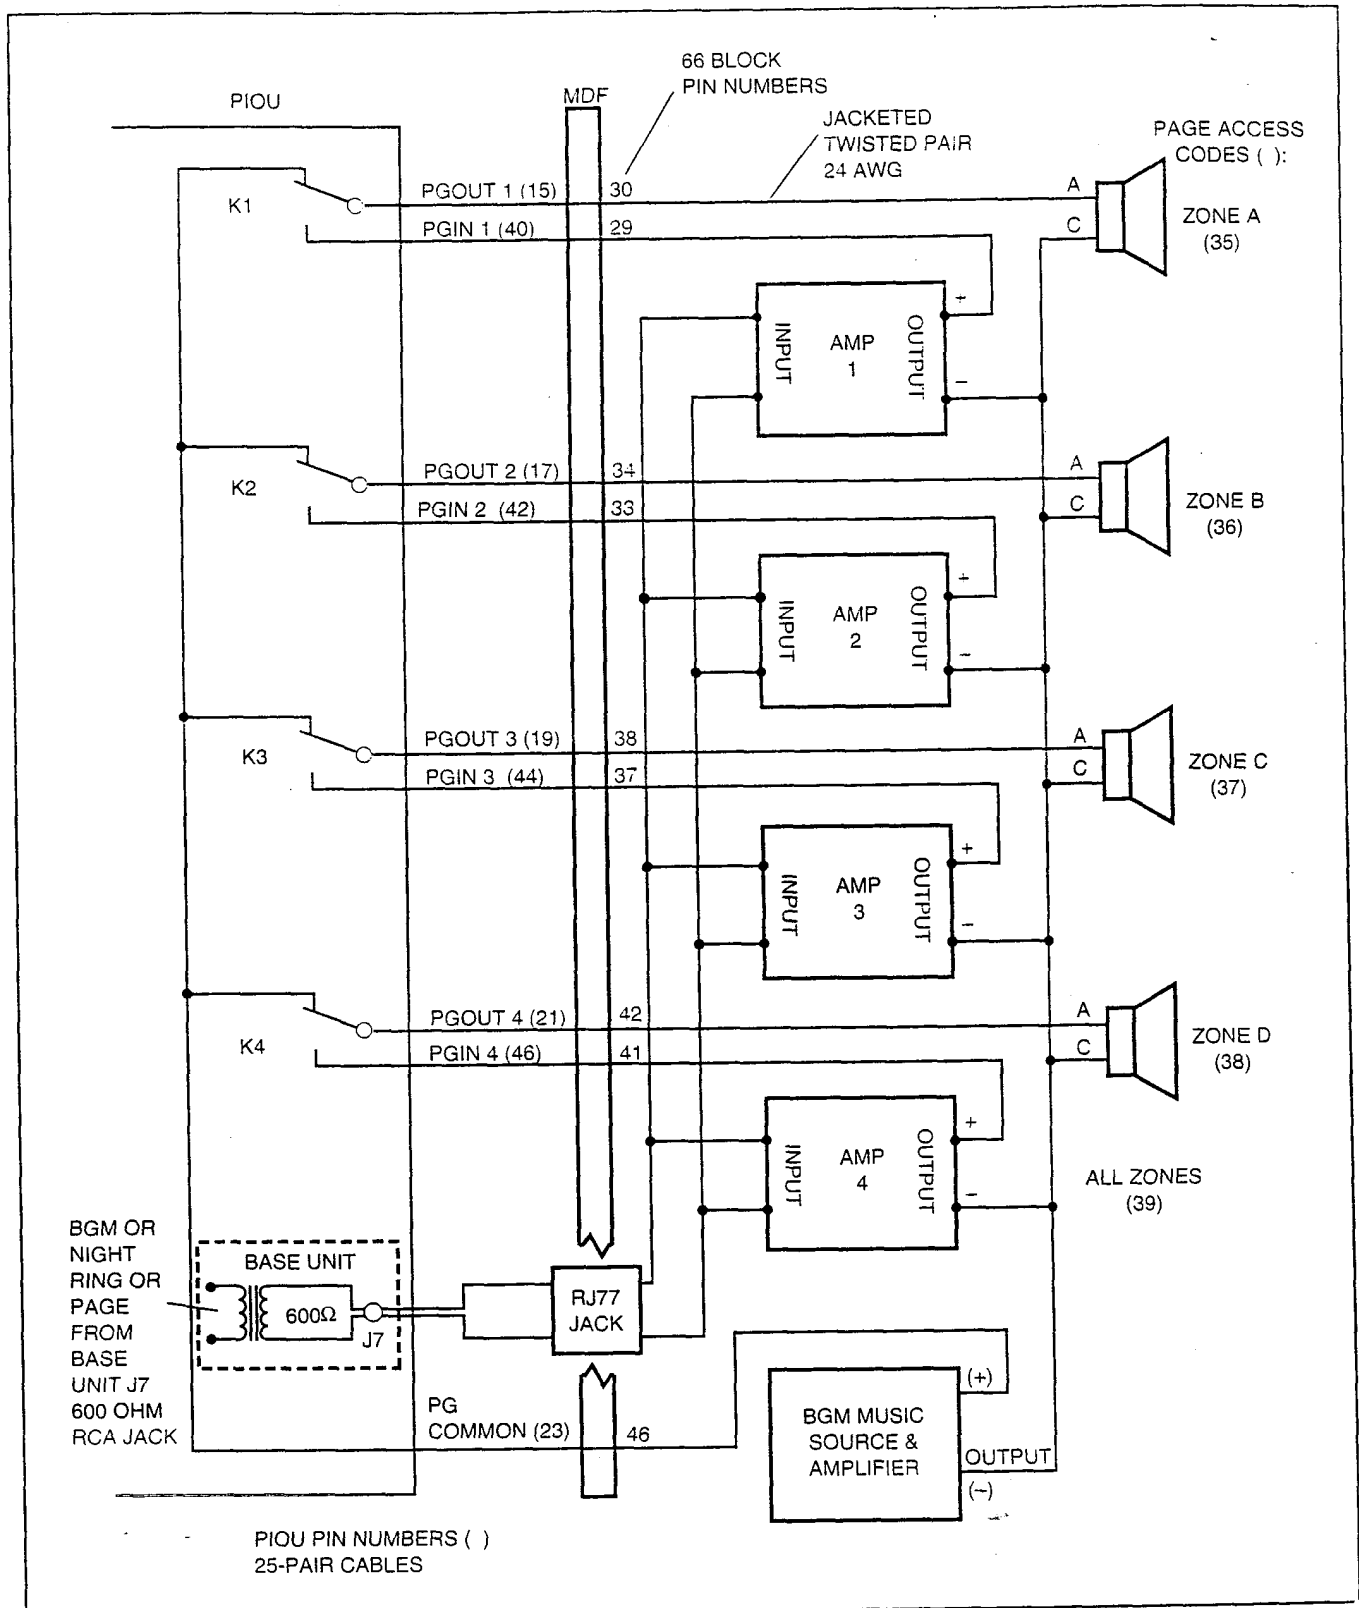 66 BLOCK
PIN NUMBERS
PIOU
MDF
JACKETED
TWISTED PAIR
24 AWG
PAGE ACCESS
CODES ( ):
K1
PGOUT 1 (15)
30
A
PGIN 1 (40)
29
C
ZONE A
(35)
INPUT
AMP
1
OUTPUT
+
–
K2
PGOUT 2 (17)
34
A
PGIN 2 (42)
33
C
ZONE B
(36)
INPUT
AMP
2
OUTPUT
+
–
K3
PGOUT 3 (19)
38
A
PGIN 3 (44)
37
C
ZONE C
(37)
INPUT
AMP
3
OUTPUT
+
–
K4
PGOUT 4 (21)
42
A
PGIN 4 (46)
41
C
ZONE D
(38)
INPUT
AMP
4
OUTPUT
+
–
ALL ZONES
(39)
BGM OR
NIGHT
RING OR
PAGE
FROM
BASE
UNIT J7
600 OHM
RCA JACK
BASE UNIT
600Ω
J7
RJ77
JACK
PG
COMMON (23)
46
BGM MUSIC
SOURCE &
AMPLIFIER
(+)
OUTPUT
(–)
PIOU PIN NUMBERS ( )
25-PAIR CABLES